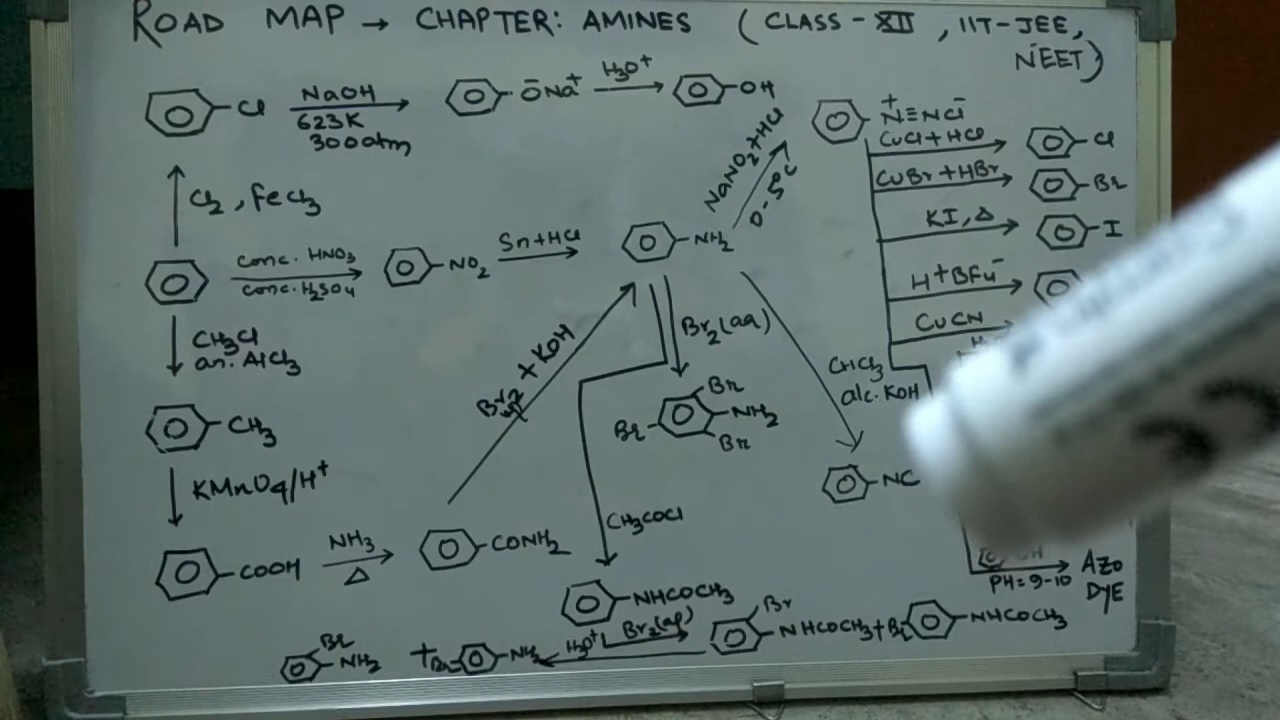 ROAD MAP → CHAPTER: AMINES (CLASS-XII, IIT-JEE, NEET)
Cl NaOH 623K 300atm ŌNa⁺ H₃O⁺ OH
NaNO₂+HCl 0-5°C
N⁺≡NCl⁻
CuCl+HCl Cl
CuBr+HBr Br
KI, Δ I
H⁺BF₄⁻
CuCN
Cl₂, FeCl₃
conc. HNO₃ conc. H₂SO₄ NO₂ Sn+HCl NH₂
CH₃Cl
an. AlCl₃
CH₃
KMnO₄/H⁺
COOH NH₃ Δ CONH₂
Br₂ + KOH
Br₂(aq)
Br Br NH₂ Br
CHCl₃
alc. KOH
NC
CH₃COCl
NHCOCH₃
Br₂(aq)
Br NHCOCH₃ + Br NHCOCH₃
H₃O⁺
Br NH₂ + Br NH₂
OH
PH=9-10
AZO
DYE